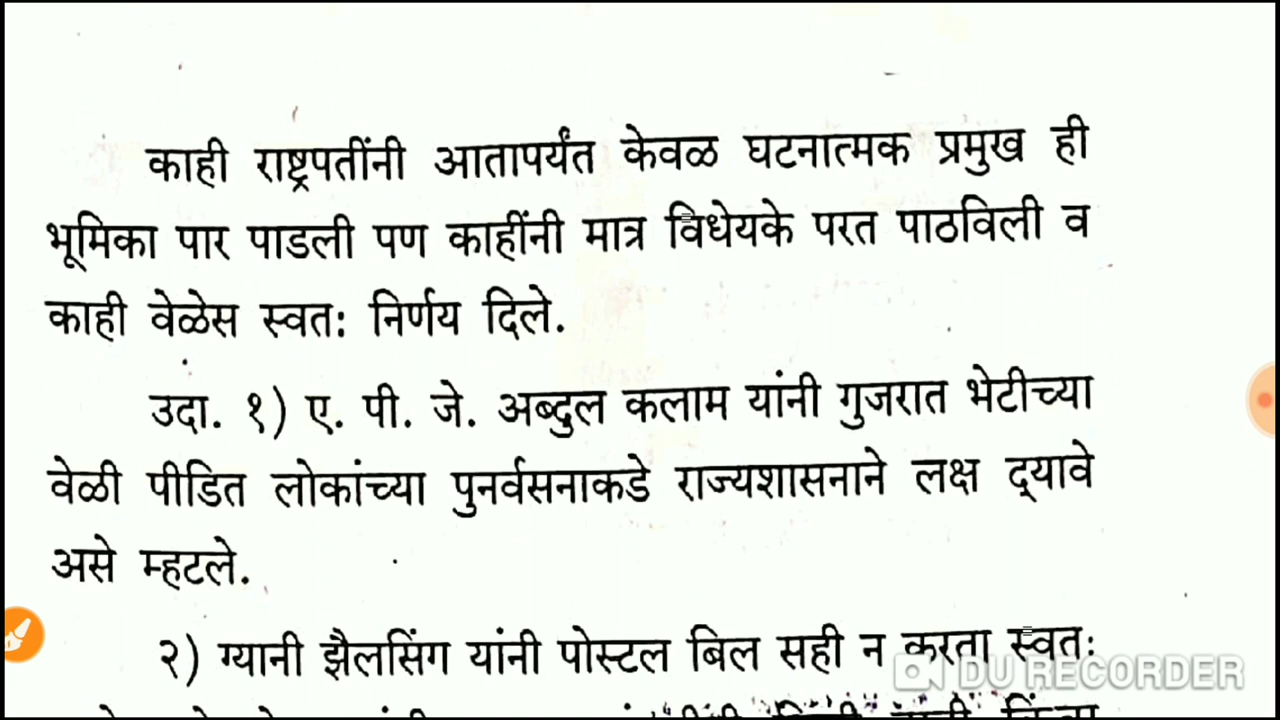 काही राष्ट्रपतींनी आतापर्यंत केवळ घटनात्मक प्रमुख ही
भूमिका पार पाडली पण काहींनी मात्र विधेयके परत पाठविली व
काही वेळेस स्वतः निर्णय दिले.
उदा. १) ए. पी. जे. अब्दुल कलाम यांनी गुजरात भेटीच्या
वेळी पीडित लोकांच्या पुनर्वसनाकडे राज्यशासनाने लक्ष द्‌यावे
असे म्हटले.
२) ग्यानी झैलसिंग यांनी पोस्टल बिल सही न करता स्वतः
DU RECORDER